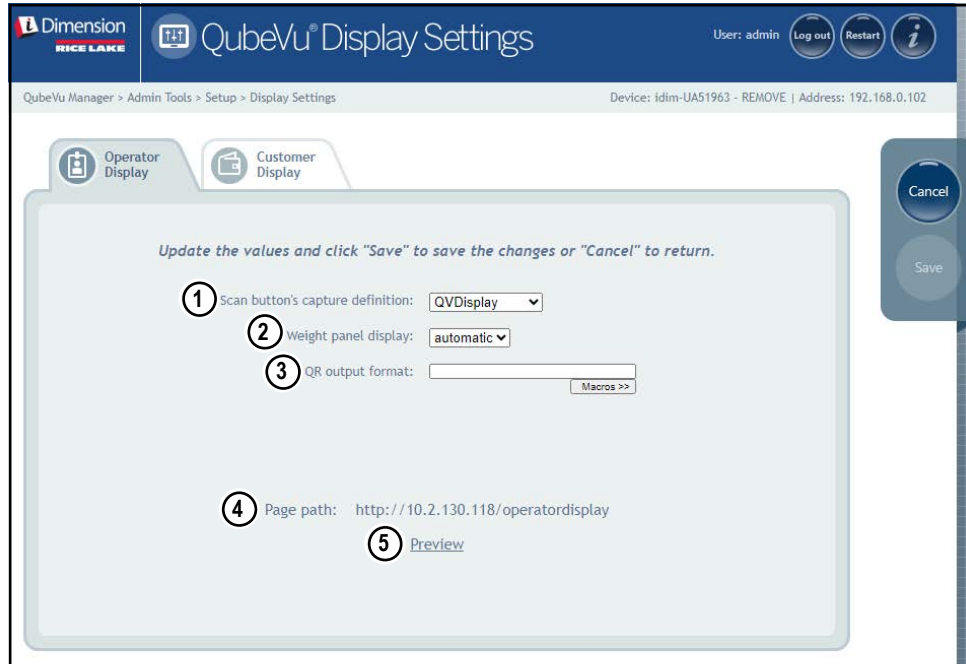 iDimension
RICE LAKE
QubeVu® Display Settings
User: admin
Log out
Restart
i
QubeVu Manager > Admin Tools > Setup > Display Settings
Device: idim-UA51963 - REMOVE | Address: 192.168.0.102
Operator
Display
Customer
Display
Cancel
Save
Update the values and click "Save" to save the changes or "Cancel" to return.
1 Scan button's capture definition: QVDisplay
2 Weight panel display: automatic
3 QR output format:
Macros >>
4 Page path: http://10.2.130.118/operatordisplay
5 Preview